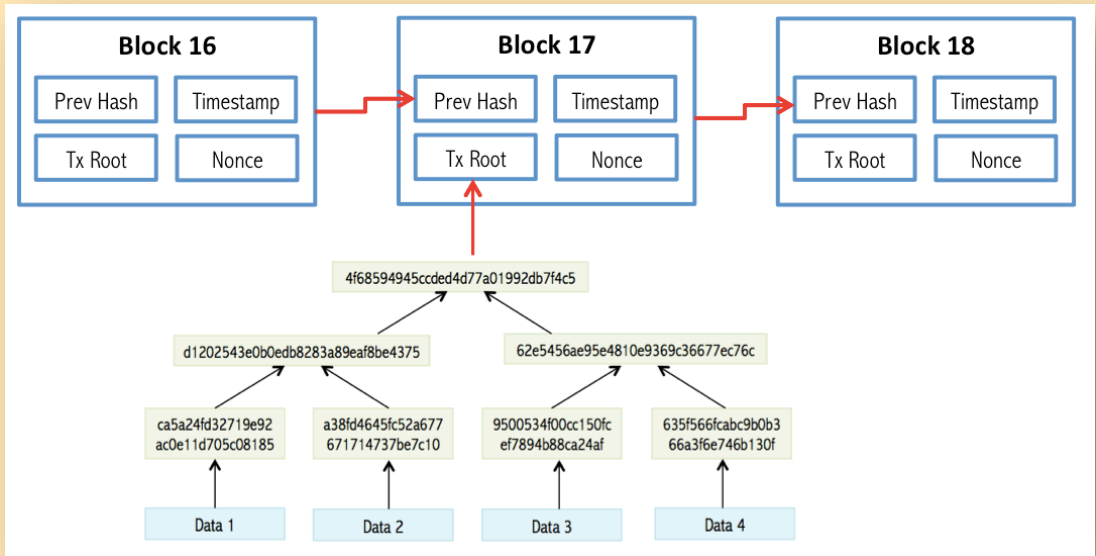 Block 16
Block 17
Block 18
Prev Hash
Timestamp
Prev Hash
Timestamp
Prev Hash
Timestamp
Tx Root
Nonce
Tx Root
Nonce
Tx Root
Nonce
4f68594945ccded4d77a01992db7f4c5
d1202543e0b0edb8283a89eaf8be4375
62e5456ae95e4810e9369c36677ec76c
ca5a24fd32719e92
ac0e11d705c08185
a38fd4645fc52a677
671714737be7c10
9500534f00cc150fc
ef7894b88ca24af
635f566fcabc9b0b3
66a3f6e746b130f
Data 1
Data 2
Data 3
Data 4